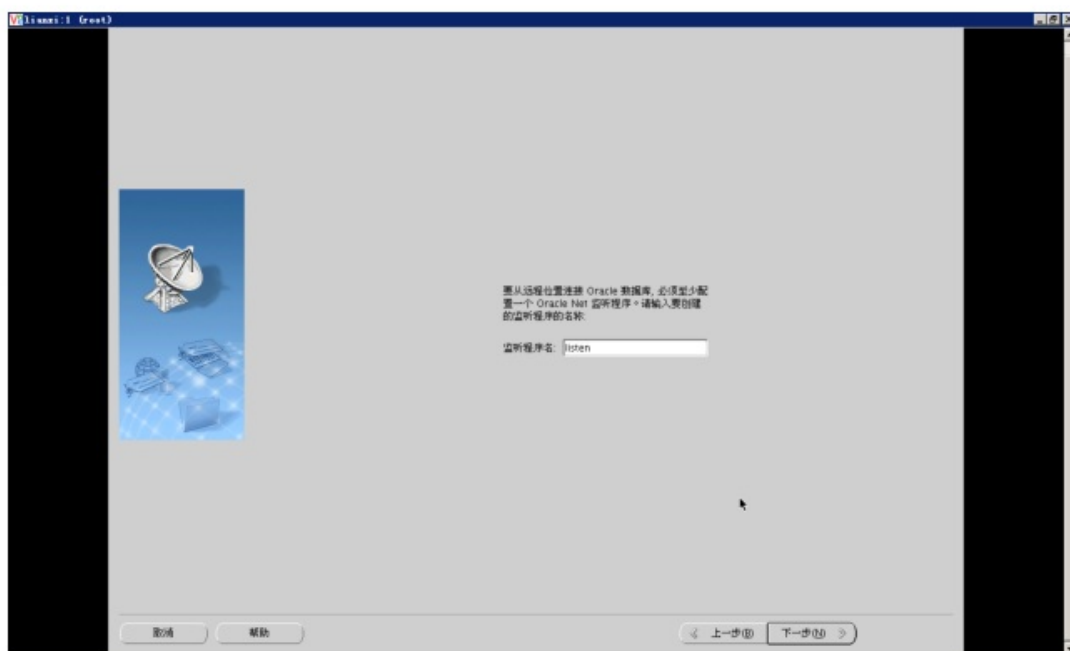 lianxi:1 (root)
要从远程位置连接 Oracle 数据库, 必须至少配
置一个 Oracle Net 监听程序。请输入要创建
的监听程序的名称:
监听程序名: listen
取消
帮助
上一步(B)
下一步(N)